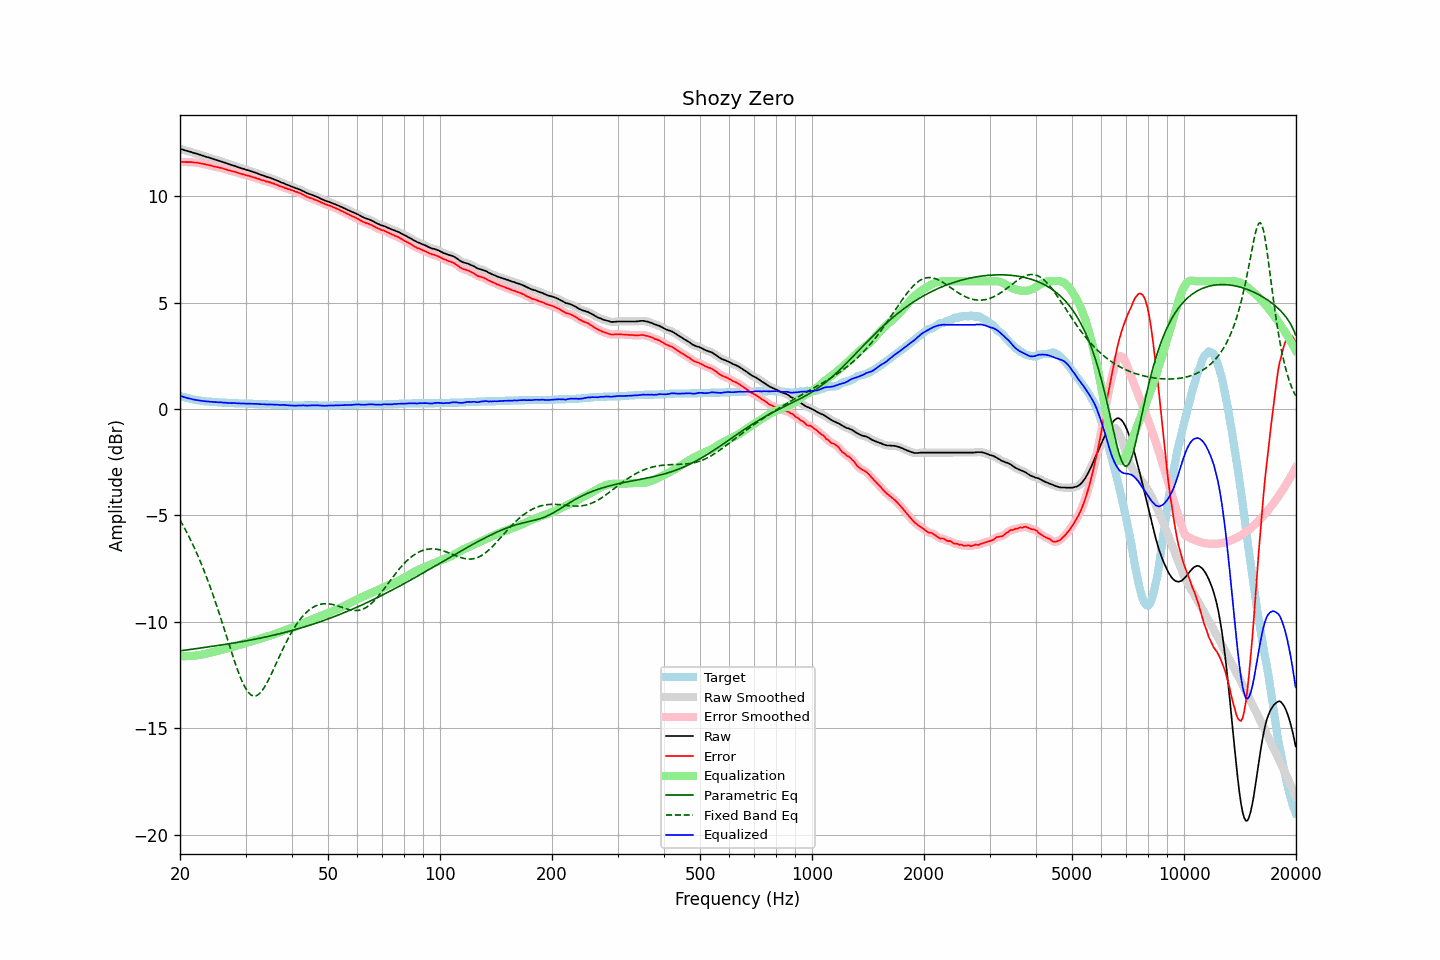 Shozy Zero
Amplitude (dBr)
10
5
0
−5
−10
−15
−20
Target
Raw Smoothed
Error Smoothed
Raw
Error
Equalization
Parametric Eq
Fixed Band Eq
Equalized
20 50 100 200 500 1000 2000 5000 10000 20000
Frequency (Hz)